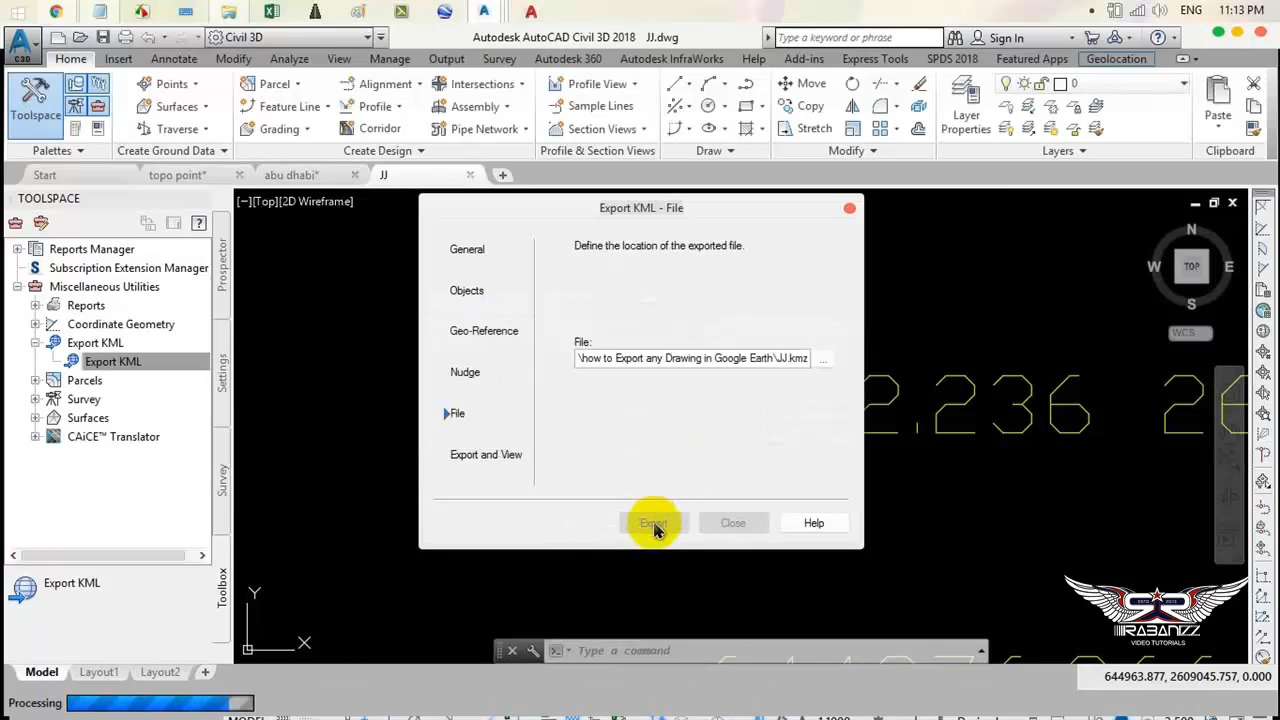 ENG 11:13 PM
C3D
Civil 3D
Autodesk AutoCAD Civil 3D 2018 JJ.dwg
Type a keyword or phrase
Sign In
Home Insert Annotate Modify Analyze View Manage Output Survey Autodesk 360 Autodesk InfraWorks Help Add-ins Express Tools SPDS 2018 Featured Apps Geolocation
Toolspace
Points
Surfaces
Traverse
Parcel
Feature Line
Grading
Alignment
Profile
Corridor
Intersections
Assembly
Pipe Network
Profile View
Sample Lines
Section Views
Move
Copy
Stretch
Layer
Properties
0
Paste
Palettes Create Ground Data Create Design Profile & Section Views Draw Modify Layers Clipboard
Start topo point* abu dhabi* JJ
TOOLSPACE
Reports Manager
Subscription Extension Manager
Miscellaneous Utilities
Reports
Coordinate Geometry
Export KML
Export KML
Parcels
Survey
Surfaces
CAiCE™ Translator
Export KML
Prospector
Settings
Survey
Toolbox
[−][Top][2D Wireframe]
N
W TOP E
S
WCS
Export KML - File
General
Objects
Geo-Reference
Nudge
File
Export and View
Define the location of the exported file.
File:
\how to Export any Drawing in Google Earth\JJ.kmz
...
Export Close Help
2.236
Y
X
Type a command
RABANIZZ
VIDEO TUTORIALS
Model Layout1 Layout2
644963.877, 2609045.757, 0.000
Processing
MODEL